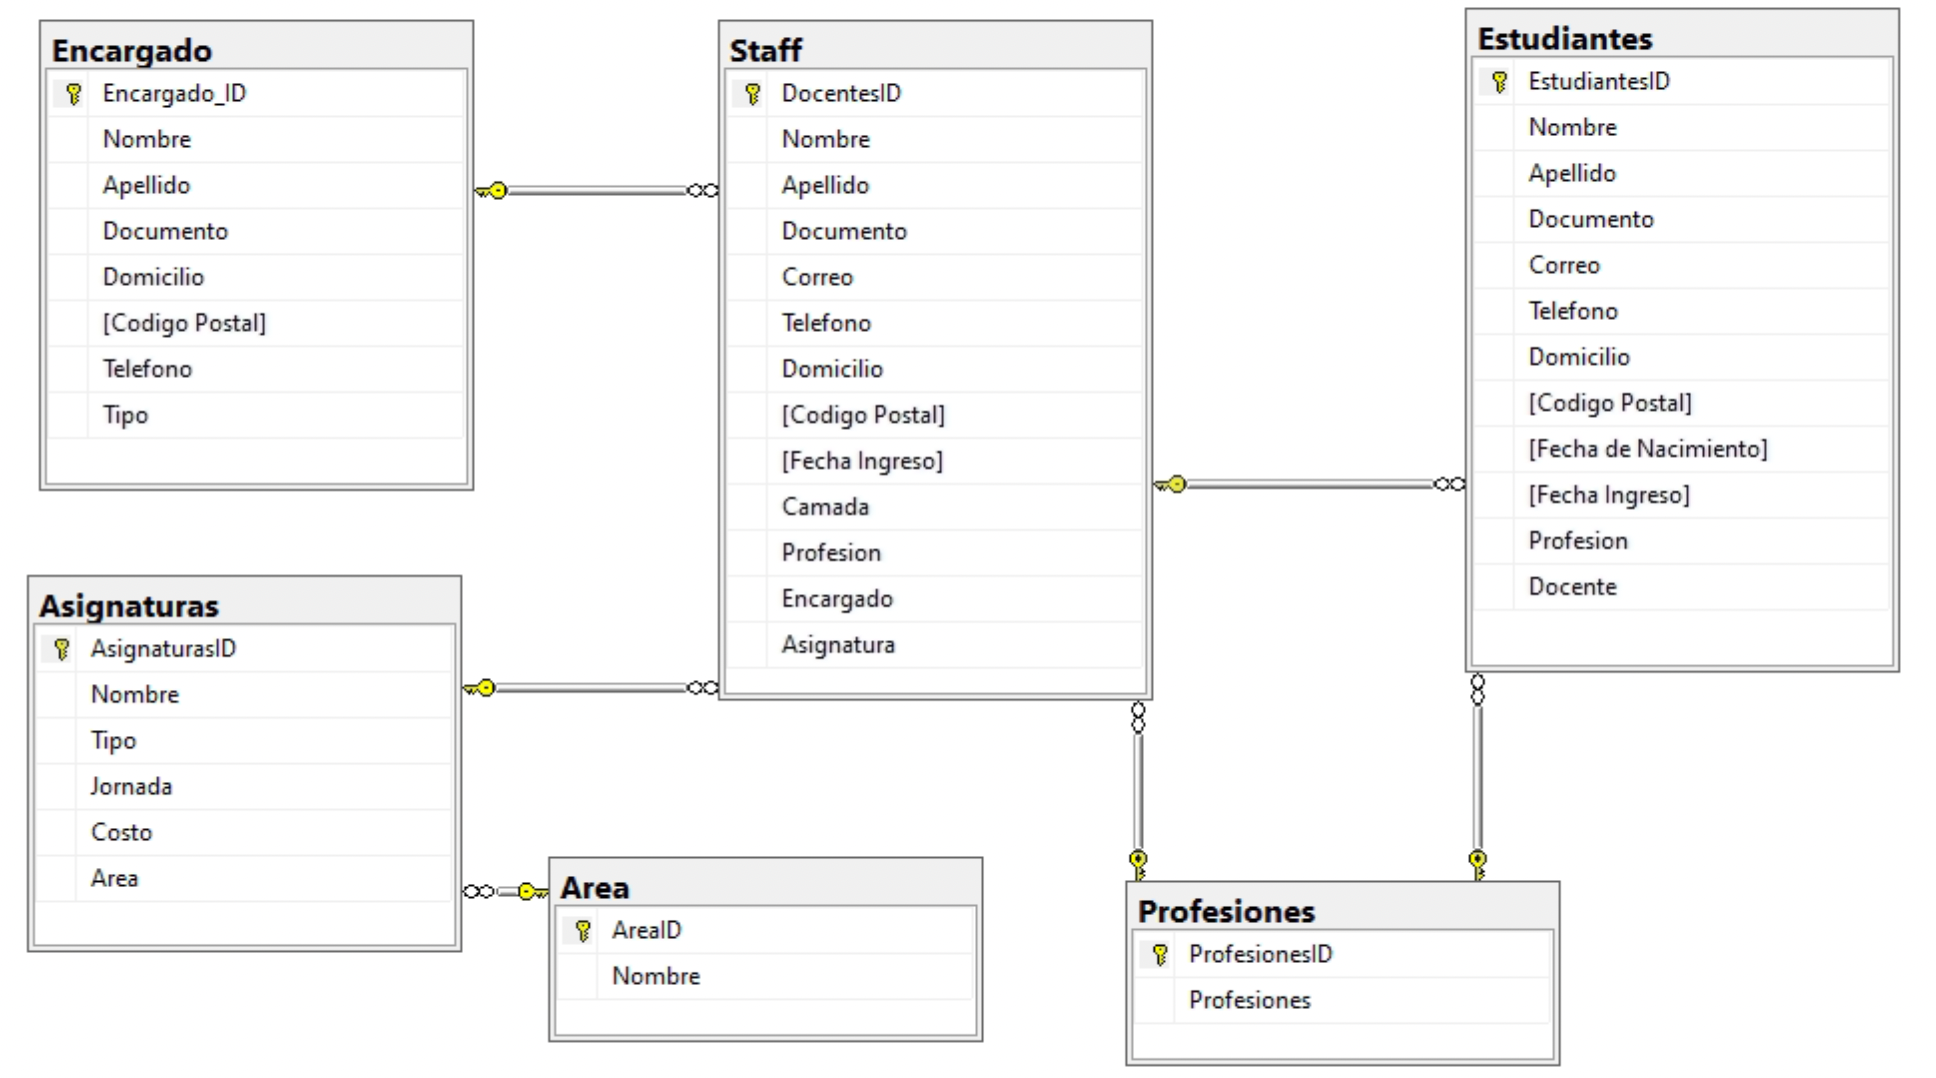 Encargado
Encargado_ID
Nombre
Apellido
Documento
Domicilio
[Codigo Postal]
Telefono
Tipo
Staff
DocentesID
Nombre
Apellido
Documento
Correo
Telefono
Domicilio
[Codigo Postal]
[Fecha Ingreso]
Camada
Profesion
Encargado
Asignatura
Estudiantes
EstudiantesID
Nombre
Apellido
Documento
Correo
Telefono
Domicilio
[Codigo Postal]
[Fecha de Nacimiento]
[Fecha Ingreso]
Profesion
Docente
Asignaturas
AsignaturasID
Nombre
Tipo
Jornada
Costo
Area
Area
AreaID
Nombre
Profesiones
ProfesionesID
Profesiones